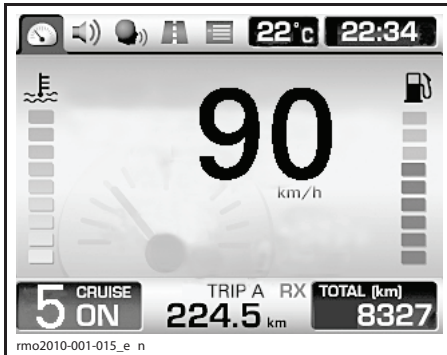 22°c 22:34
90
km/h
5 CRUISE ON
TRIP A RX
224.5 km
TOTAL (km)
8327
rmo2010-001-015_e n